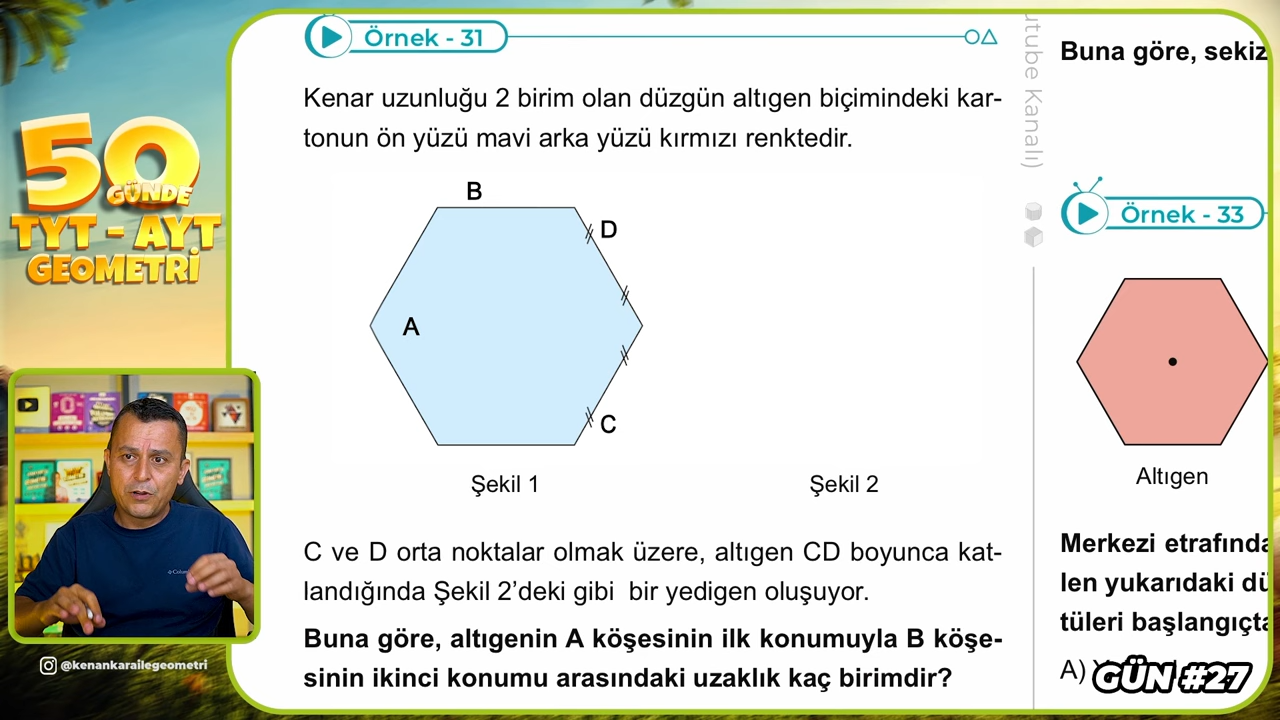 50
GÜNDE
TYT - AYT
GEOMETRİ
@kenankarailegeometri
Örnek - 31
Kenar uzunluğu 2 birim olan düzgün altıgen biçimindeki kar-
tonun ön yüzü mavi arka yüzü kırmızı renktedir.
B
D
A
C
Şekil 1
Şekil 2
C ve D orta noktalar olmak üzere, altıgen CD boyunca kat-
landığında Şekil 2'deki gibi bir yedigen oluşuyor.
Buna göre, altıgenin A köşesinin ilk konumuyla B köşe-
sinin ikinci konumu arasındaki uzaklık kaç birimdir?
utube Kanalı)
Buna göre, sekiz
Örnek - 33
Altıgen
Merkezi etrafında
len yukarıdaki dü
tüleri başlangıçta
A)
GÜN #27